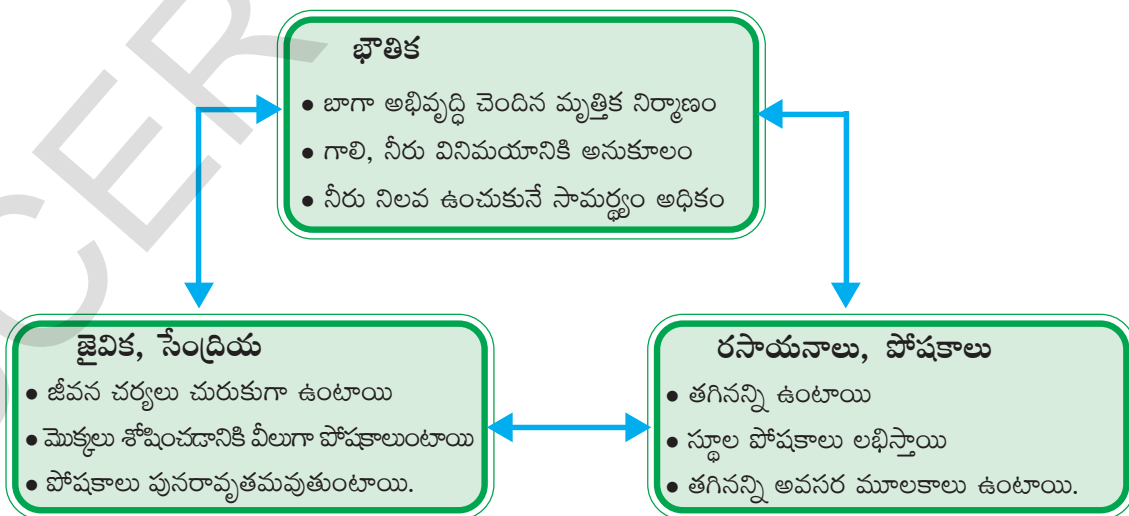 భౌతిక
• బాగా అభివృద్ధి చెందిన మృత్తిక నిర్మాణం
• గాలి, నీరు వినిమయానికి అనుకూలం
• నీరు నిలవ ఉంచుకునే సామర్థ్యం అధికం
జైవిక, సేంద్రియ
• జీవన చర్యలు చురుకుగా ఉంటాయి
• మొక్కలు శోషించడానికి వీలుగా పోషకాలుంటాయి
• పోషకాలు పునరావృతమవుతుంటాయి.
రసాయనాలు, పోషకాలు
• తగినన్ని ఉంటాయి
• స్థూల పోషకాలు లభిస్తాయి
• తగినన్ని అవసర మూలకాలు ఉంటాయి.
CER